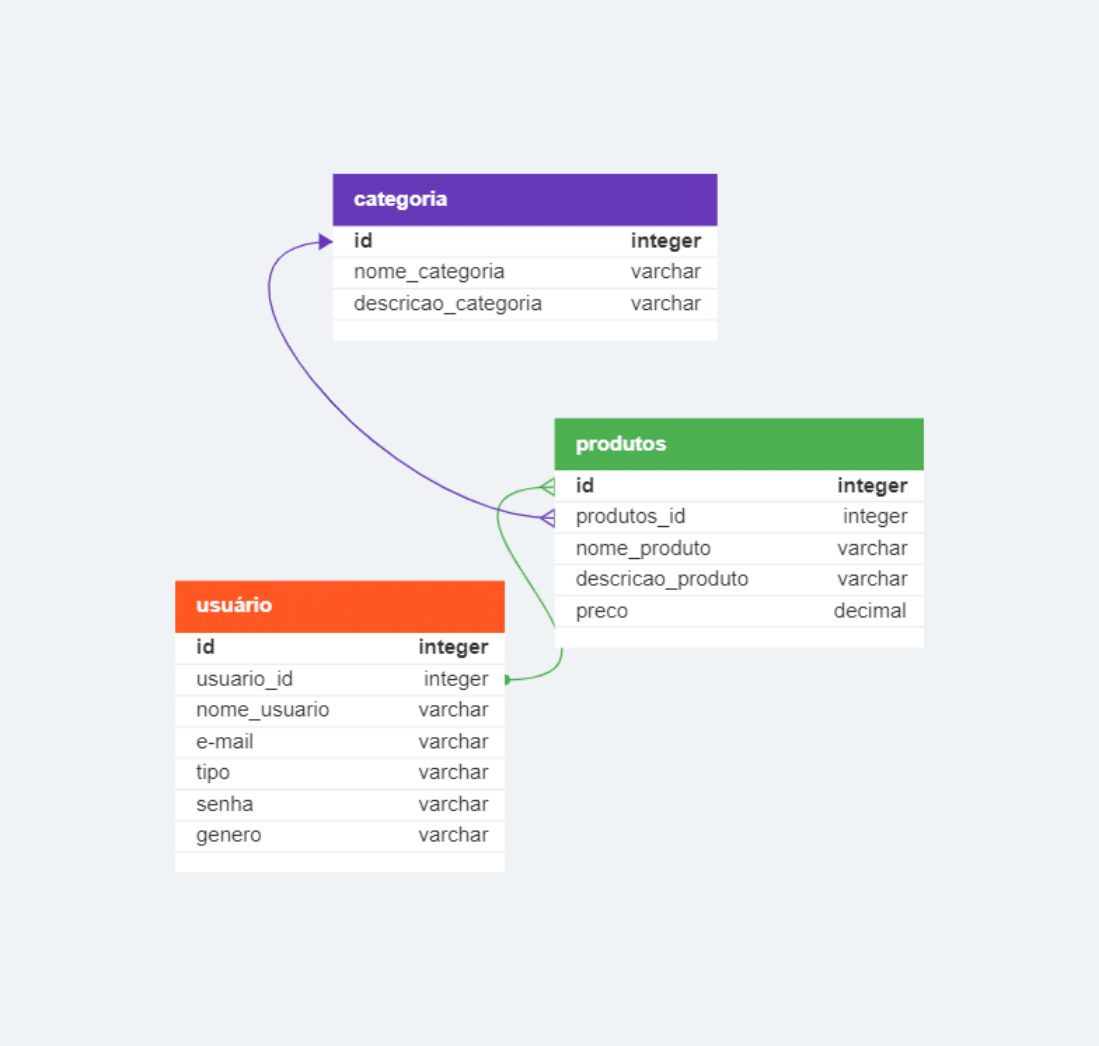 categoria
id integer
nome_categoria varchar
descricao_categoria varchar
produtos
id integer
produtos_id integer
nome_produto varchar
descricao_produto varchar
preco decimal
usuário
id integer
usuario_id integer
nome_usuario varchar
e-mail varchar
tipo varchar
senha varchar
genero varchar